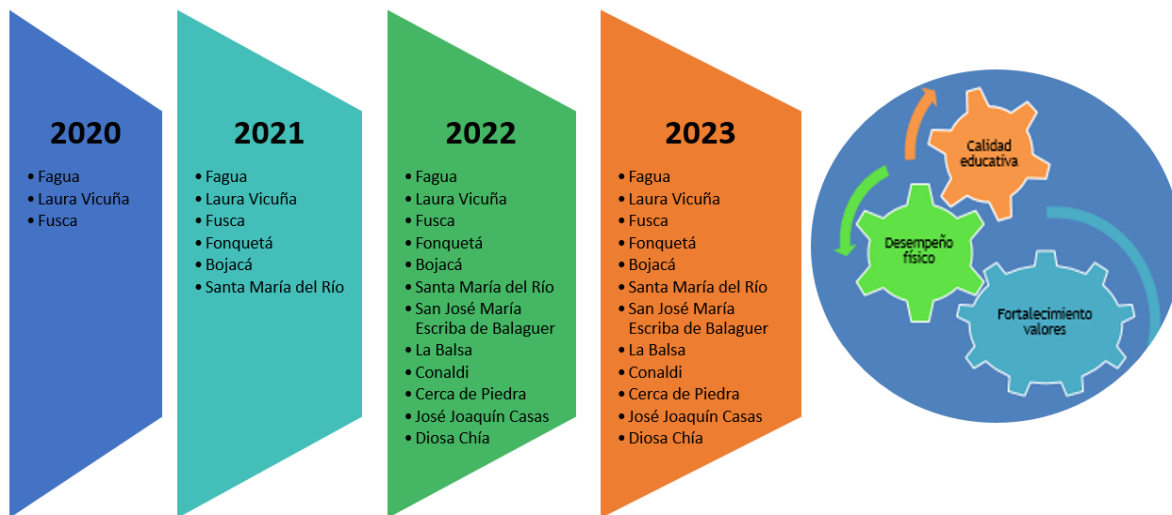 2020
• Fagua
• Laura Vicuña
• Fusca
2021
• Fagua
• Laura Vicuña
• Fusca
• Fonquetá
• Bojacá
• Santa María del Río
2022
• Fagua
• Laura Vicuña
• Fusca
• Fonquetá
• Bojacá
• Santa María del Río
• San José María
Escriba de Balaguer
• La Balsa
• Conaldi
• Cerca de Piedra
• José Joaquín Casas
• Diosa Chía
2023
• Fagua
• Laura Vicuña
• Fusca
• Fonquetá
• Bojacá
• Santa María del Río
• San José María
Escriba de Balaguer
• La Balsa
• Conaldi
• Cerca de Piedra
• José Joaquín Casas
• Diosa Chía
Calidad
educativa
Desempeño
físico
Fortalecimiento
valores